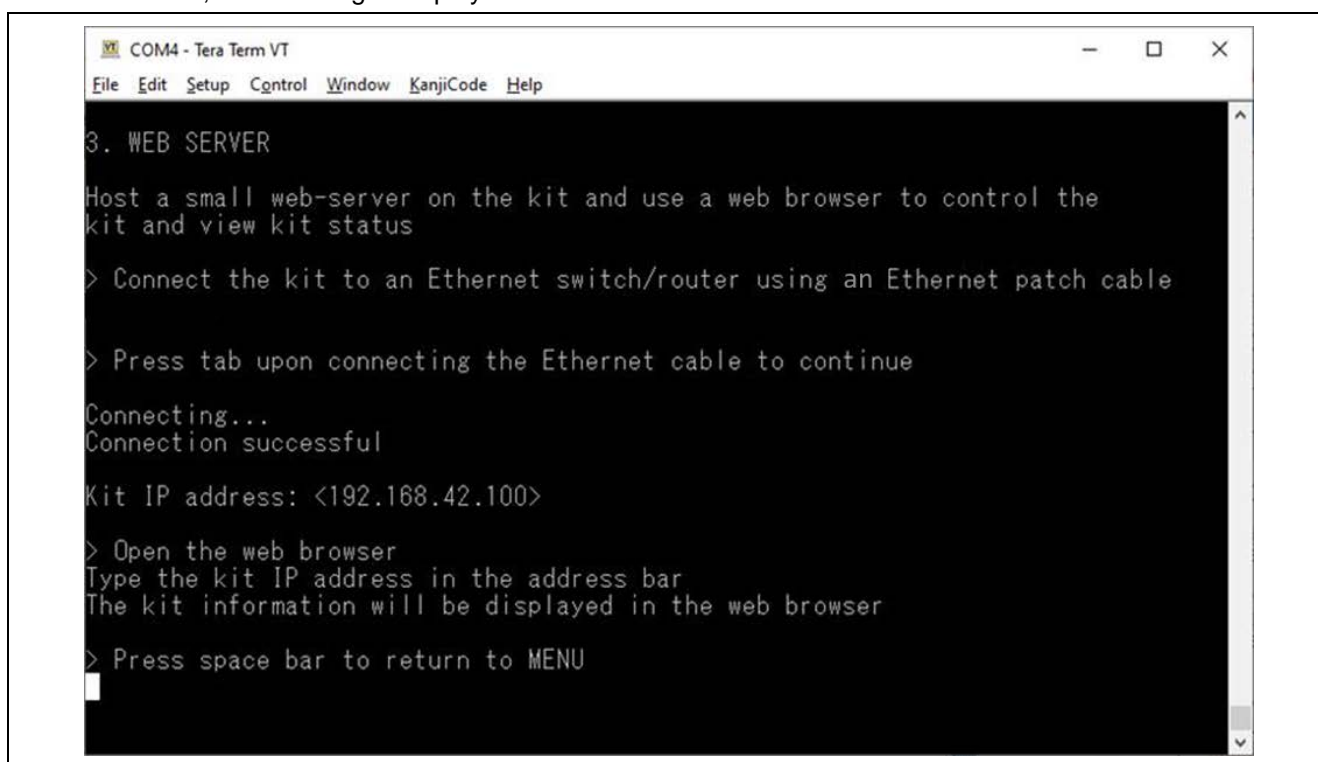 COM4 - Tera Term VT
File Edit Setup Control Window KanjiCode Help
3. WEB SERVER
Host a small web-server on the kit and use a web browser to control the
kit and view kit status
> Connect the kit to an Ethernet switch/router using an Ethernet patch cable
> Press tab upon connecting the Ethernet cable to continue
Connecting...
Connection successful
Kit IP address: <192.168.42.100>
> Open the web browser
Type the kit IP address in the address bar
The kit information will be displayed in the web browser
> Press space bar to return to MENU